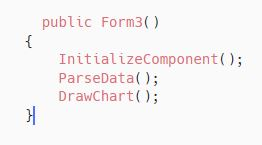 public Form3()
{
InitializeComponent();
ParseData();
DrawChart();
}